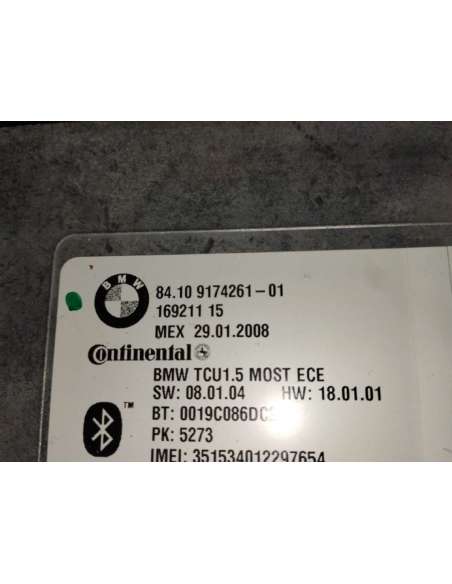 BMW
84.10 9174261-01
169211 15
MEX 29.01.2008
Continental
BMW TCU1.5 MOST ECE
SW: 08.01.04 HW: 18.01.01
TM
BT: 0019C086DC
PK: 5273
IMEI: 351534012297654